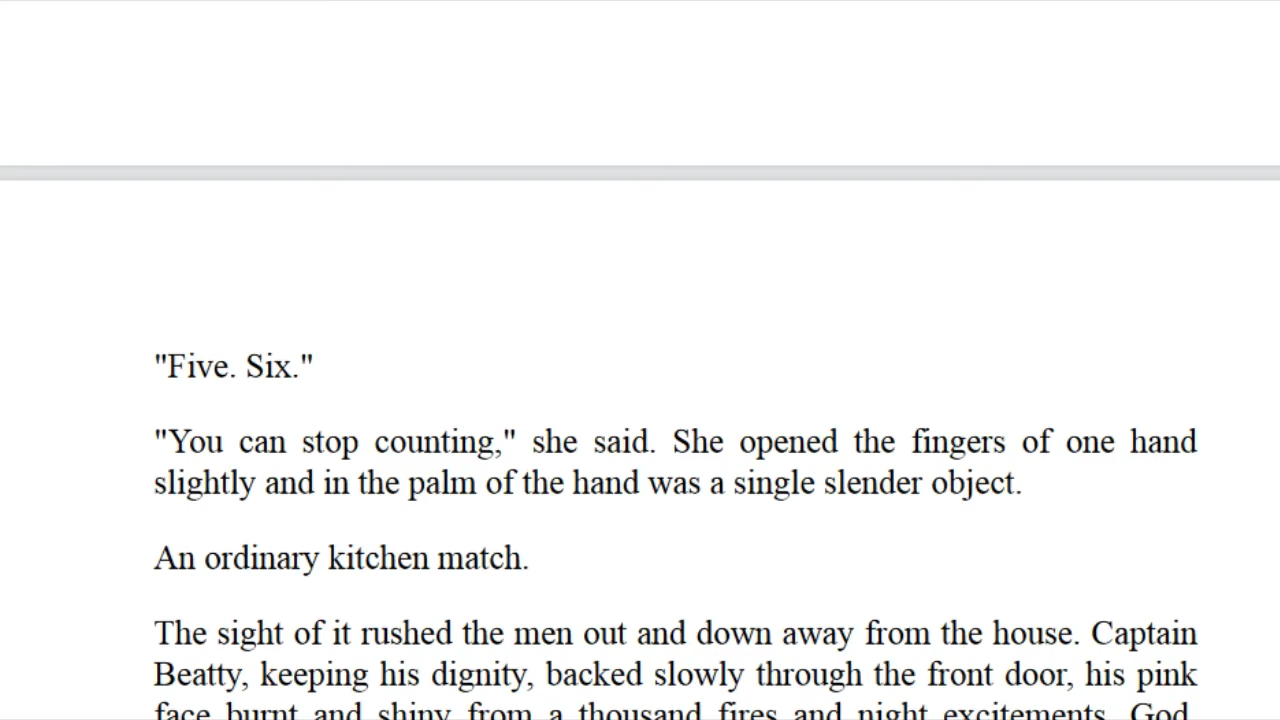 "Five. Six."
"You can stop counting," she said. She opened the fingers of one hand
slightly and in the palm of the hand was a single slender object.
An ordinary kitchen match.
The sight of it rushed the men out and down away from the house. Captain
Beatty, keeping his dignity, backed slowly through the front door, his pink
face burnt and shiny from a thousand fires and night excitements. God,